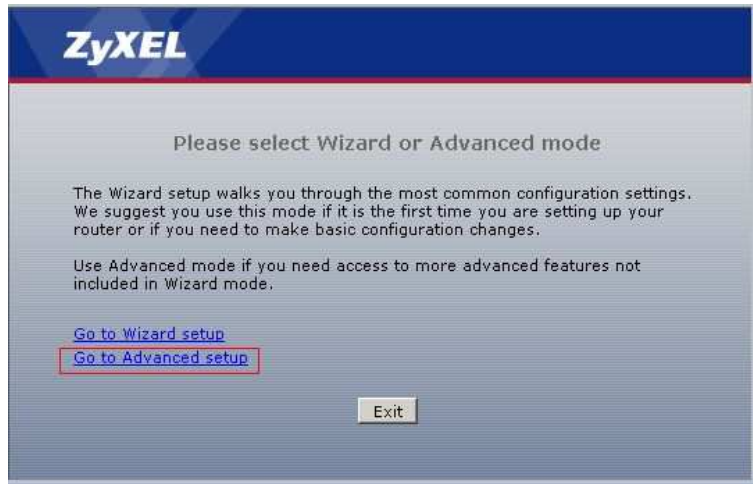 ZyXEL
Please select Wizard or Advanced mode
The Wizard setup walks you through the most common configuration settings.
We suggest you use this mode if it is the first time you are setting up your
router or if you need to make basic configuration changes.
Use Advanced mode if you need access to more advanced features not
included in Wizard mode.
Go to Wizard setup
Go to Advanced setup
Exit